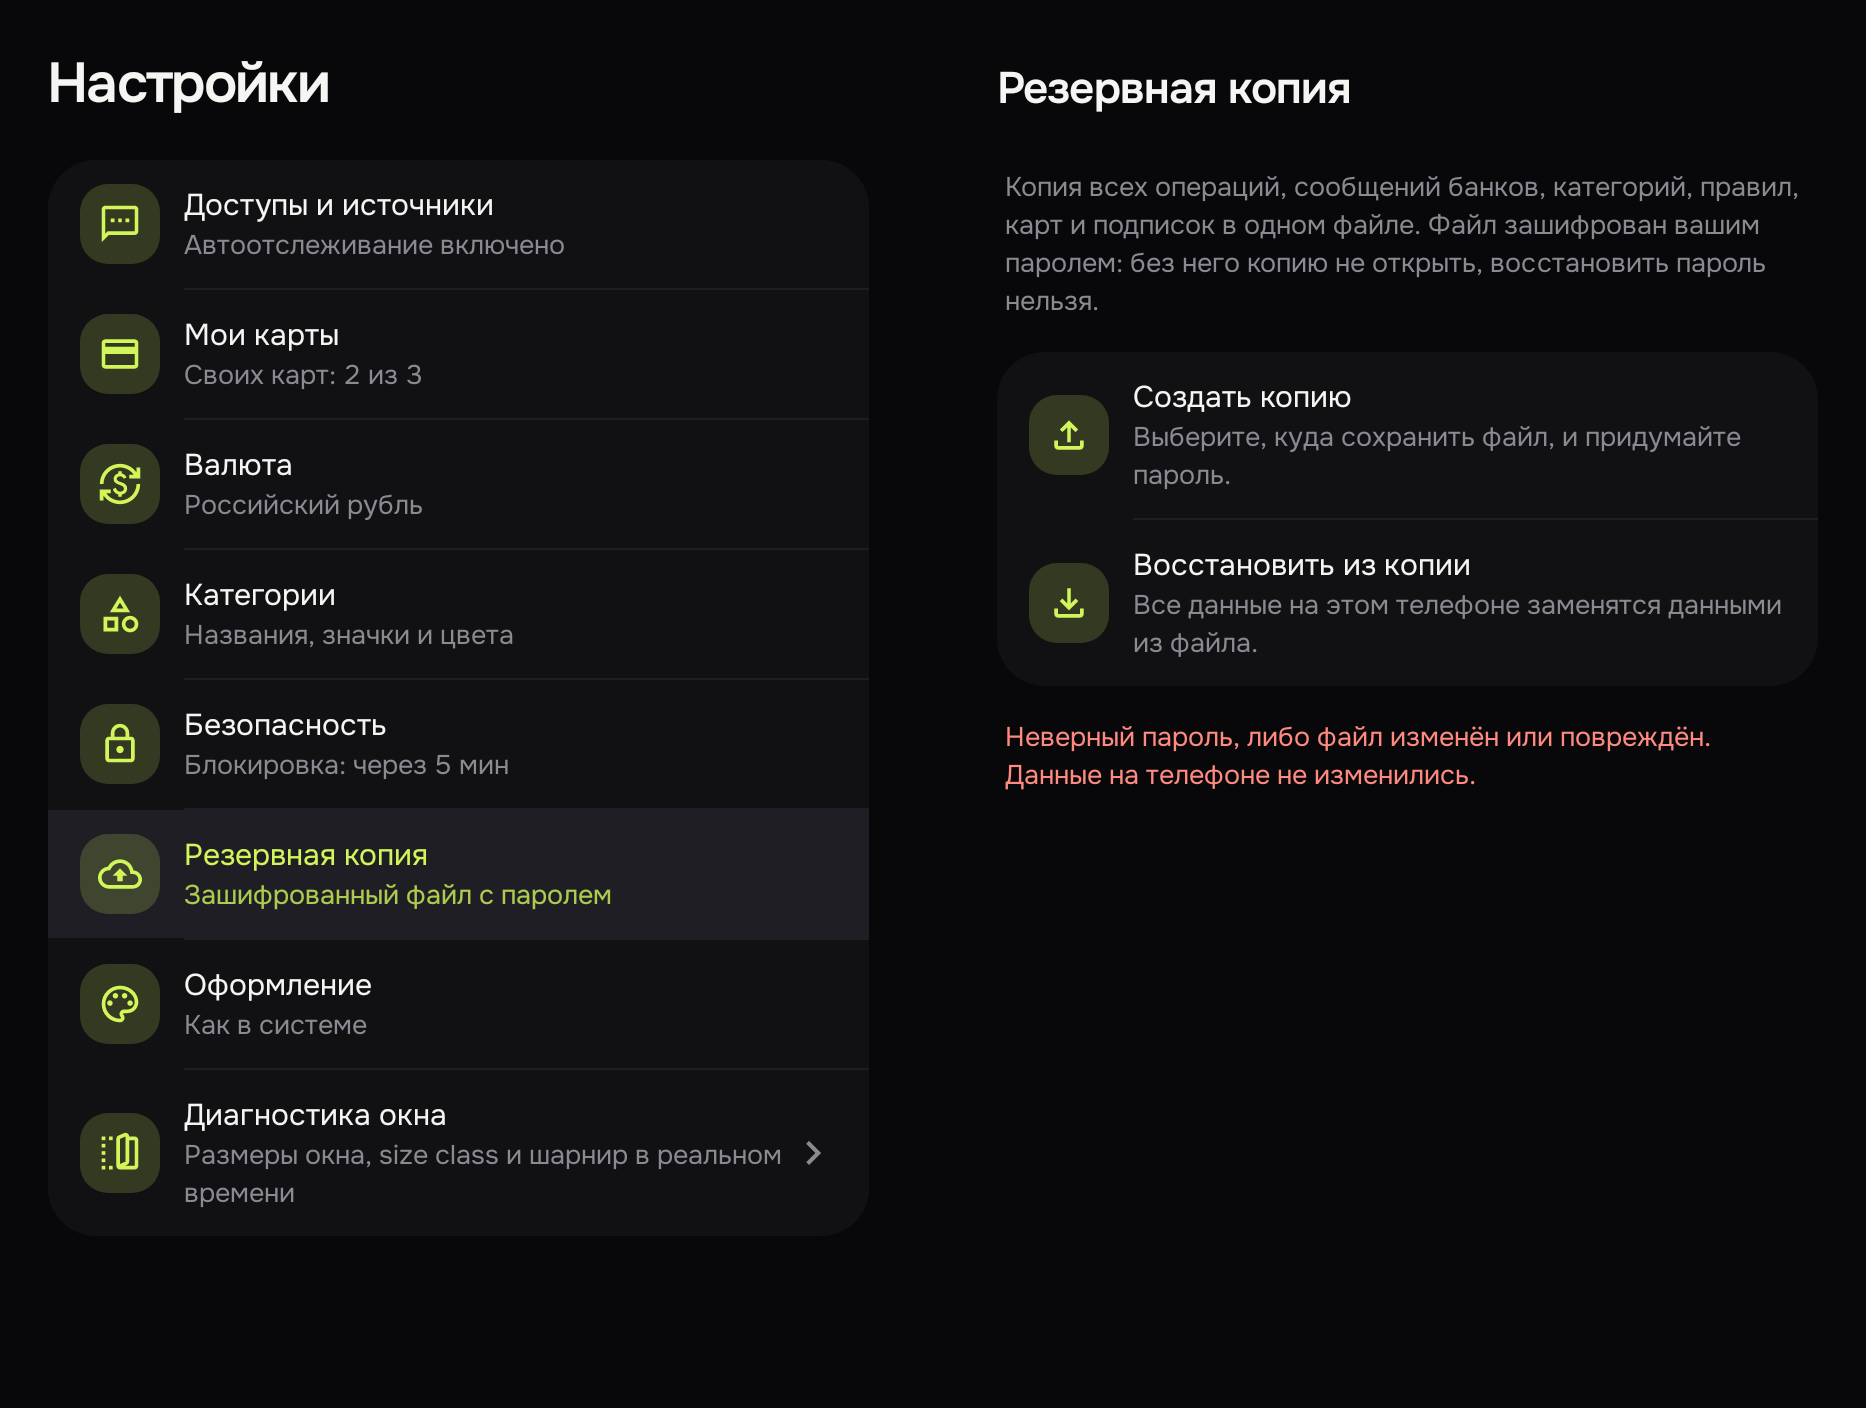 Настройки
Доступы и источники
Автоотслеживание включено
Мои карты
Своих карт: 2 из 3
Валюта
Российский рубль
Категории
Названия, значки и цвета
Безопасность
Блокировка: через 5 мин
Резервная копия
Зашифрованный файл с паролем
Оформление
Как в системе
Диагностика окна
Размеры окна, size class и шарнир в реальном
времени
Резервная копия
Копия всех операций, сообщений банков, категорий, правил,
карт и подписок в одном файле. Файл зашифрован вашим
паролем: без него копию не открыть, восстановить пароль
нельзя.
Создать копию
Выберите, куда сохранить файл, и придумайте
пароль.
Восстановить из копии
Все данные на этом телефоне заменятся данными
из файла.
Неверный пароль, либо файл изменён или повреждён.
Данные на телефоне не изменились.